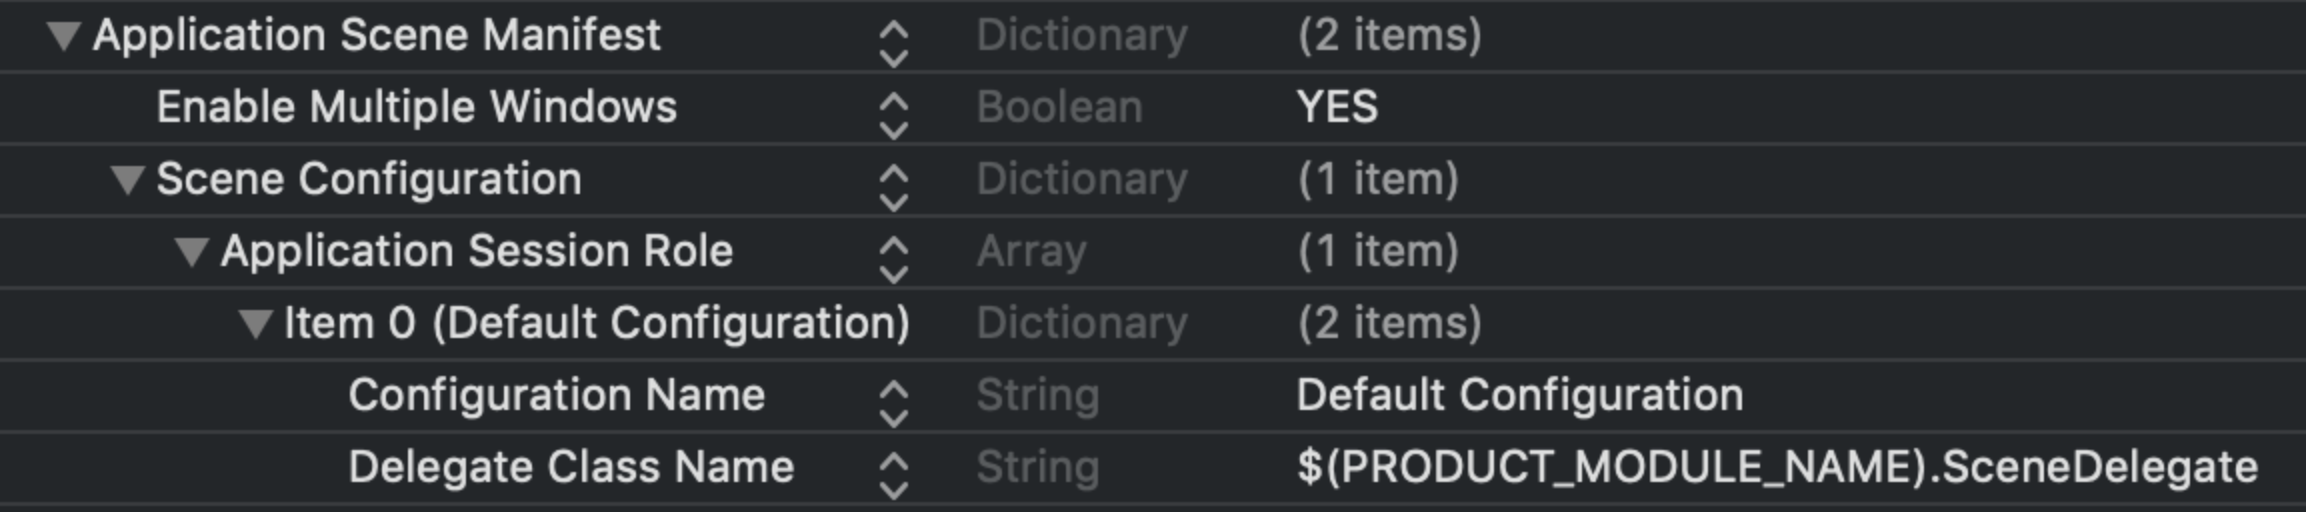 Application Scene Manifest Dictionary (2 items)
Enable Multiple Windows Boolean YES
Scene Configuration Dictionary (1 item)
Application Session Role Array (1 item)
Item 0 (Default Configuration) Dictionary (2 items)
Configuration Name String Default Configuration
Delegate Class Name String $(PRODUCT_MODULE_NAME).SceneDelegate